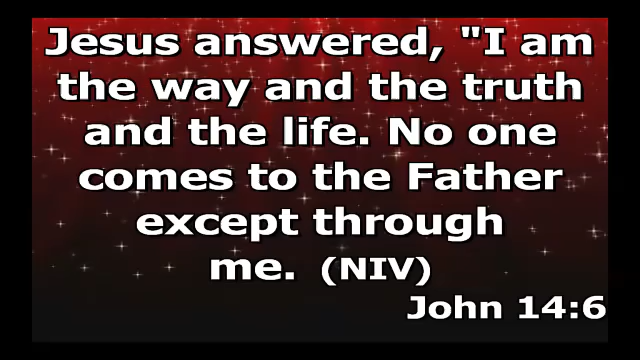 Jesus answered, "I am
the way and the truth
and the life. No one
comes to the Father
except through
me. (NIV)
John 14:6